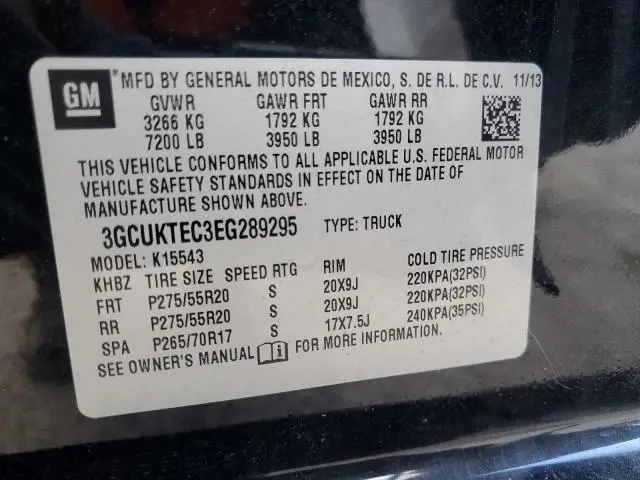 GM *MFD BY GENERAL MOTORS DE MEXICO, S. DE R.L. DE C.V. 11/13
GVWR GAWR FRT GAWR RR
3266 KG 1792 KG 1792 KG
7200 LB 3950 LB 3950 LB
THIS VEHICLE CONFORMS TO ALL APPLICABLE U.S. FEDERAL MOTOR
VEHICLE SAFETY STANDARDS IN EFFECT ON THE DATE OF
MANUFACTURE SHOWN ABOVE.
3GCUKTEC3EG289295 TYPE: TRUCK
MODEL: K15543
KHBZ TIRE SIZE SPEED RTG RIM COLD TIRE PRESSURE
FRT P275/55R20 S 20X9J 220KPA(32PSI)
RR P275/55R20 S 20X9J 220KPA(32PSI)
SPA P265/70R17 S 17X7.5J 240KPA(35PSI)
SEE OWNER'S MANUAL FOR MORE INFORMATION.